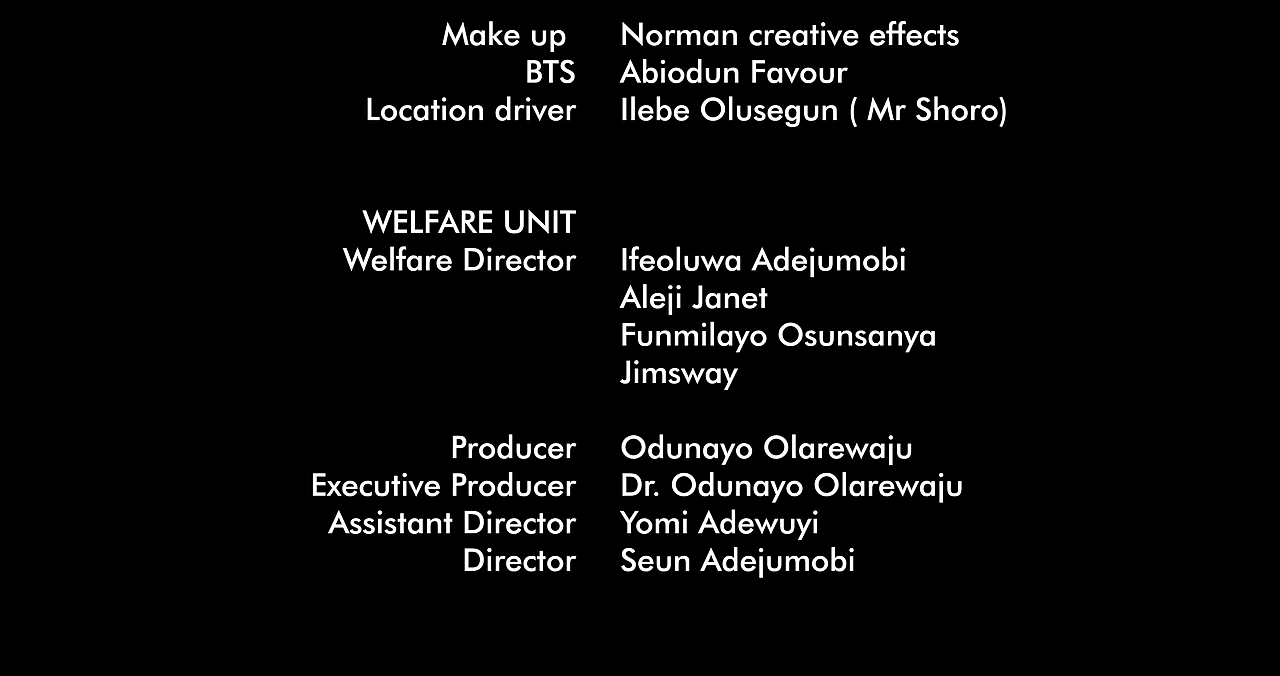 Make up Norman creative effects
BTS Abiodun Favour
Location driver Ilebe Olusegun ( Mr Shoro)
WELFARE UNIT
Welfare Director Ifeoluwa Adejumobi
Aleji Janet
Funmilayo Osunsanya
Jimsway
Producer Odunayo Olarewaju
Executive Producer Dr. Odunayo Olarewaju
Assistant Director Yomi Adewuyi
Director Seun Adejumobi